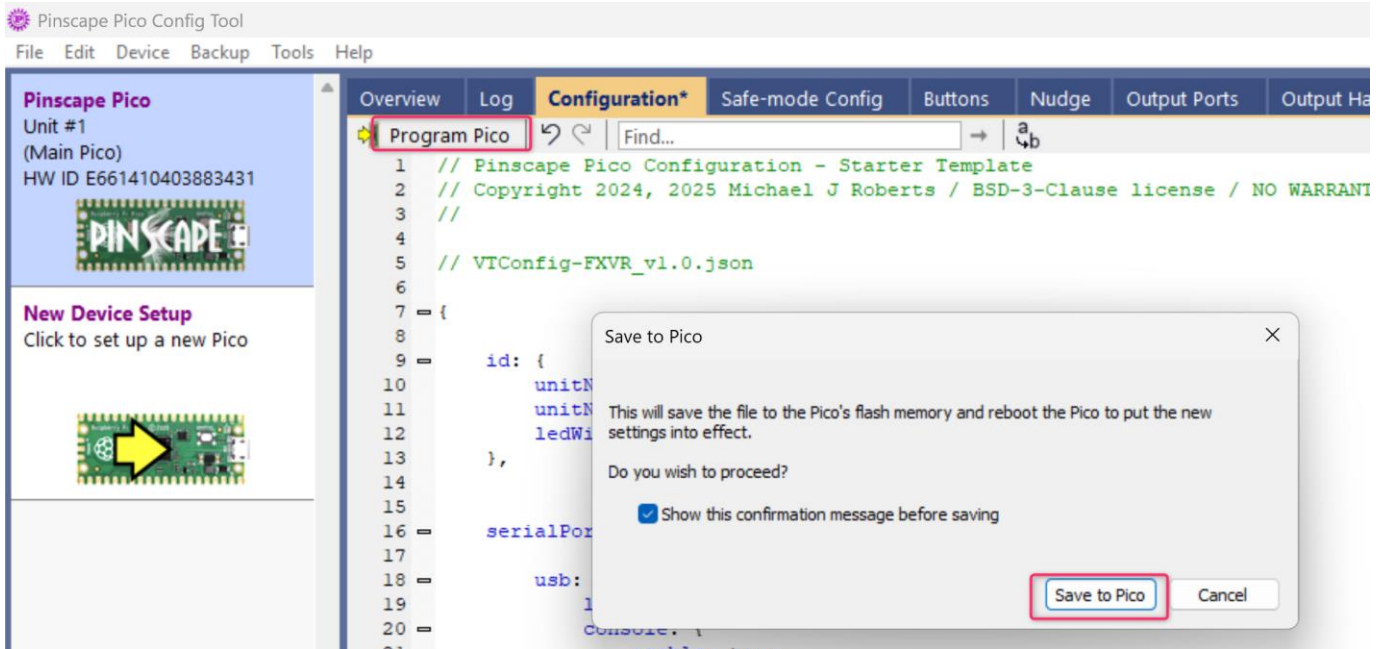 Pinscape Pico Config Tool
File Edit Device Backup Tools Help
Pinscape Pico
Unit #1
(Main Pico)
HW ID E661410403883431
PINSCAPE
New Device Setup
Click to set up a new Pico
Overview Log Configuration* Safe-mode Config Buttons Nudge Output Ports Output Ha
Program Pico Find... → a b
1 // Pinscape Pico Configuration - Starter Template
2 // Copyright 2024, 2025 Michael J Roberts / BSD-3-Clause license / NO WARRANT
3 //
4
5 // VTConfig-FXVR_v1.0.json
6
7 {
8
9 id: {
10 unitN
11 unitN
12 ledWi
13 },
14
15
16 serialPor
17
18 usb:
19 l
20 console: {
Save to Pico
This will save the file to the Pico's flash memory and reboot the Pico to put the new
settings into effect.
Do you wish to proceed?
Show this confirmation message before saving
Save to Pico Cancel